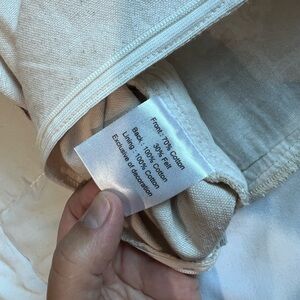 Front: 70% Cotton
30% Felt
Back: 100% Cotton
Lining: 100% Cotton
Exclusive of decoration